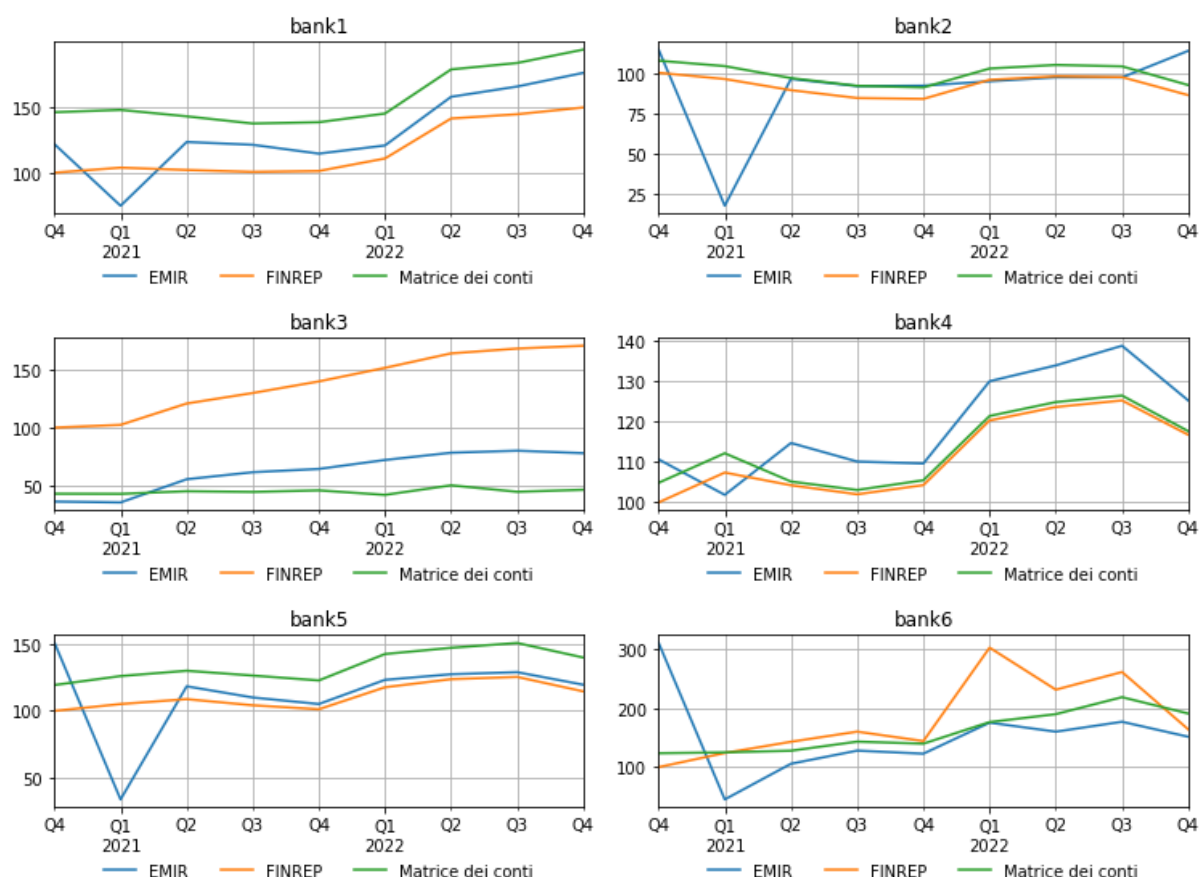 bank1
150
100
Q4 Q1 Q2 Q3 Q4 Q1 Q2 Q3 Q4
2021 2022
EMIR FINREP Matrice dei conti
bank2
100
75
50
25
Q4 Q1 Q2 Q3 Q4 Q1 Q2 Q3 Q4
2021 2022
EMIR FINREP Matrice dei conti
bank3
150
100
50
Q4 Q1 Q2 Q3 Q4 Q1 Q2 Q3 Q4
2021 2022
EMIR FINREP Matrice dei conti
bank4
140
130
120
110
100
Q4 Q1 Q2 Q3 Q4 Q1 Q2 Q3 Q4
2021 2022
EMIR FINREP Matrice dei conti
bank5
150
100
50
Q4 Q1 Q2 Q3 Q4 Q1 Q2 Q3 Q4
2021 2022
EMIR FINREP Matrice dei conti
bank6
300
200
100
Q4 Q1 Q2 Q3 Q4 Q1 Q2 Q3 Q4
2021 2022
EMIR FINREP Matrice dei conti